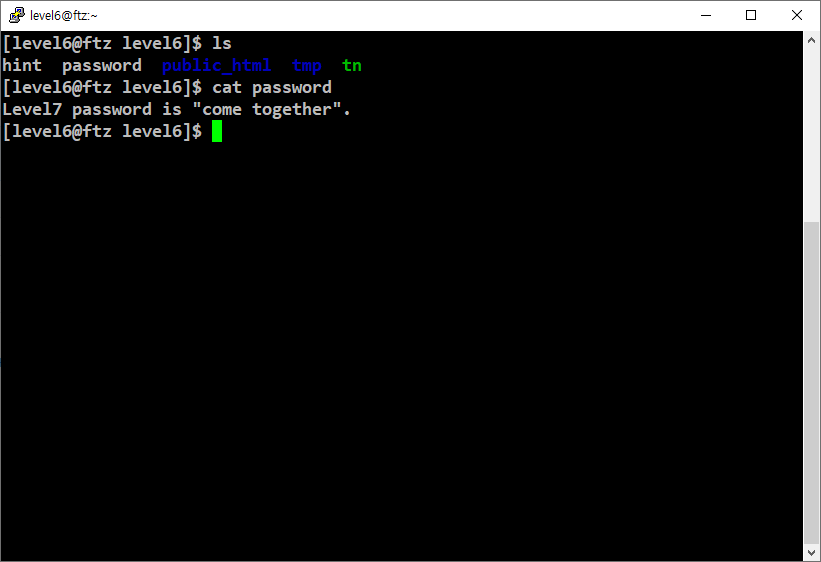 level6@ftz:~
[level6@ftz level6]$ ls
hint  password  public_html  tmp  tn
[level6@ftz level6]$ cat password
Level7 password is "come together".
[level6@ftz level6]$